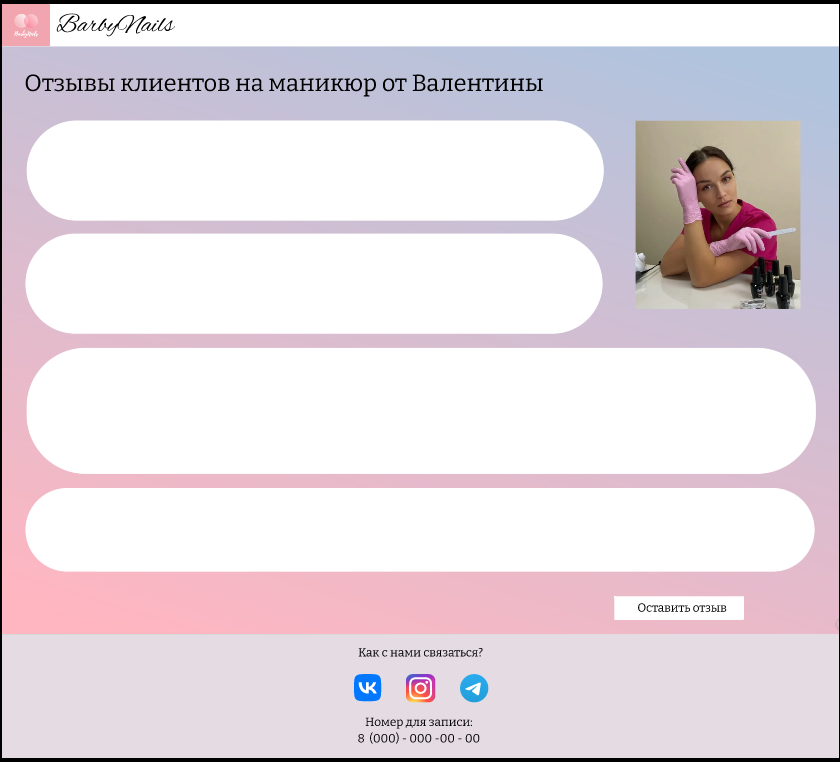 BarbyNails
Отзывы клиентов на маникюр от Валентины
Оставить отзыв
Как с нами связаться?
Номер для записи:
8 (000) - 000 -00 - 00